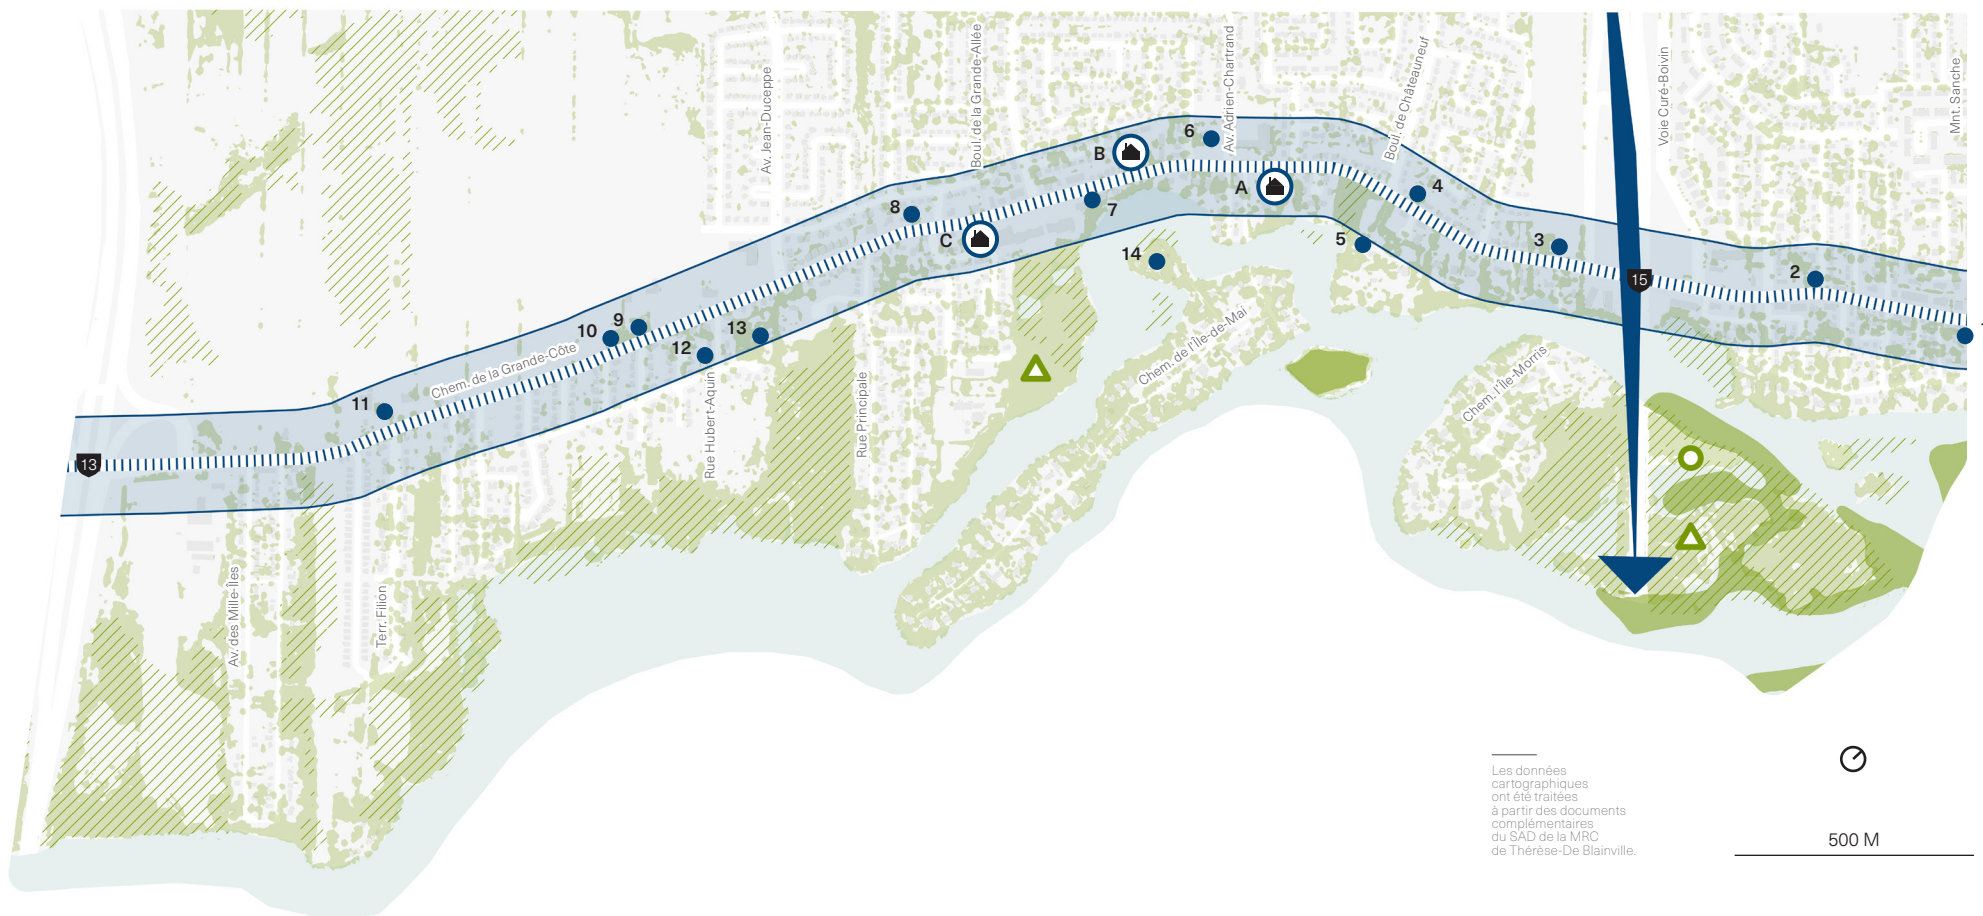 Av. Jean-Duceppe
Boul. de la Grande-Allée
Av. Adrien-Chartrand
Boul. de Châteauneuf
Voie Curé-Boivin
Mnt. Sanche
6
B
A
4
8
7
C
5
3
14
2
15
10
9
13
12
Chem. de la Grande-Côte
11
Chem. de l'Île-de-Mai
Chem. l'Île-Morris
Rue Hubert-Aquin
Rue Principale
13
Av. des Mille-Îles
Terr. Filion
Les données
cartographiques
ont été traitées
à partir des documents
complémentaires
du SAD de la MRC
de Thérèse-De Blainville.
500 M